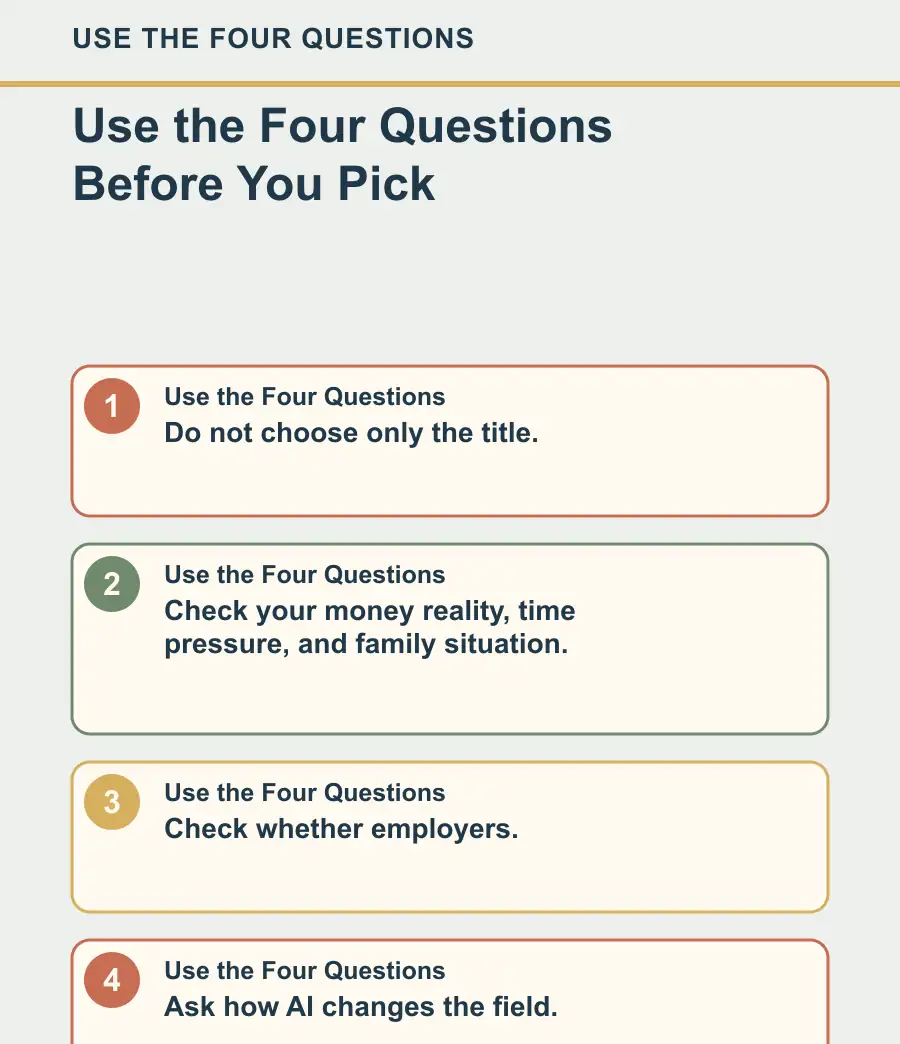 USE THE FOUR QUESTIONS
Use the Four Questions
Before You Pick
1
Use the Four Questions
Do not choose only the title.
2
Use the Four Questions
Check your money reality, time
pressure, and family situation.
3
Use the Four Questions
Check whether employers.
4
Use the Four Questions
Ask how AI changes the field.